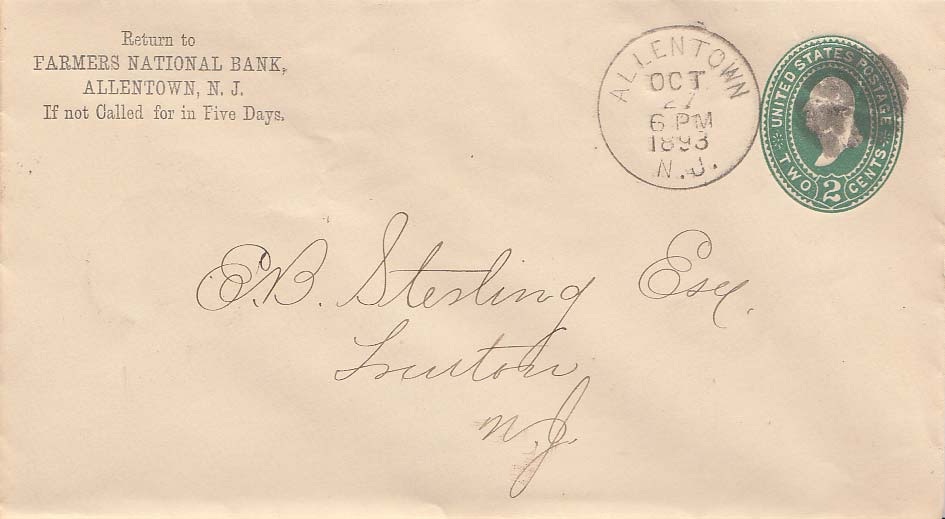 Return to
FARMERS NATIONAL BANK,
ALLENTOWN, N. J.
If not Called for in Five Days.
ALLENTOWN
OCT
27
6 PM
1893
N.J.
UNITED STATES POSTAGE
TWO 2 CENTS
E.B. Sterling Esq.
Trenton
N.J.